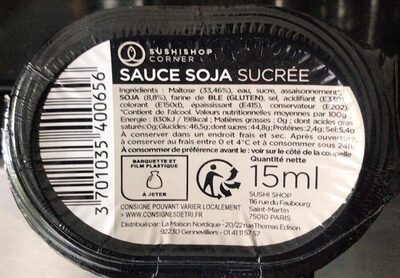 SUSHISHOP
CORNER
SAUCE SOJA SUCRÉE
Ingrédients : Maltose (33,46%), eau, sucre, assaisonnement*,
SOJA (8,8%), farine de BLE (GLUTEN), sel, acidifiant (E330),
colorant (E150d), épaississant (E415), conservateur (E202).
*Contient de l'alcool. Valeurs nutritionnelles moyennes par 100g :
Energie : 830kJ / 198kcal ; Matières grasses : 0g ; dont acides gras
saturés:0g; Glucides : 46,5g; dont sucres :44,8g; Protéines : 2,4g; Sel:5,4g
À conserver dans un endroit frais et sec. Après ouverture,
à conserver au frais entre 0 et 4°C et à consommer sous 24h.
À consommer de préférence avant le : voir sur le côté de la coupelle
BARQUETTE ET
FILM PLASTIQUE
À JETER
Quantité nette
15ml
SUSHI SHOP
116 rue du Faubourg
Saint-Martin
75010 PARIS
CONSIGNE POUVANT VARIER LOCALEMENT >
WWW.CONSIGNESDETRI.FR
Distribué par : La Maison Nordique - 20/22 rue Thomas Edison
92230 Gennevilliers - 01 41 11 57 57
3 701035 400656